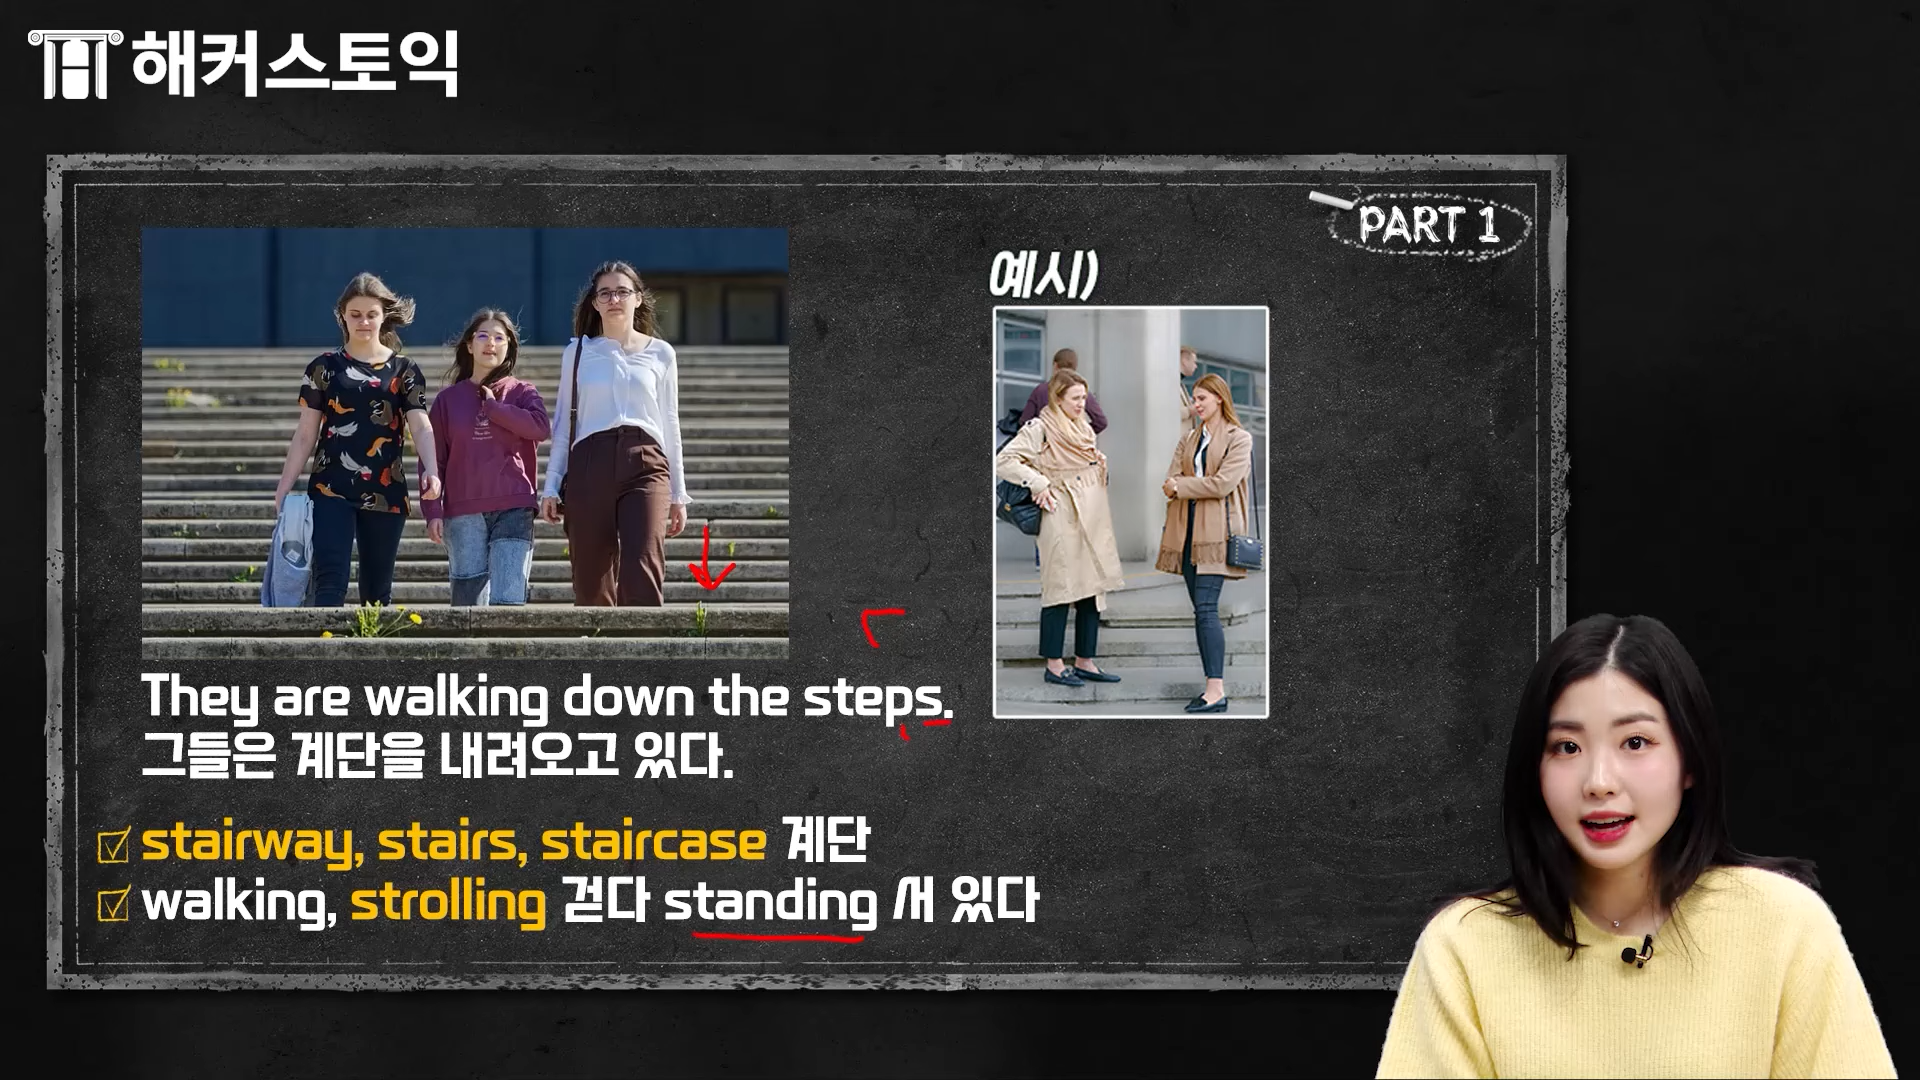 해커스토익
PART 1
예시)
They are walking down the steps.
그들은 계단을 내려오고 있다.
stairway, stairs, staircase 계단
walking, strolling 걷다 standing 서 있다